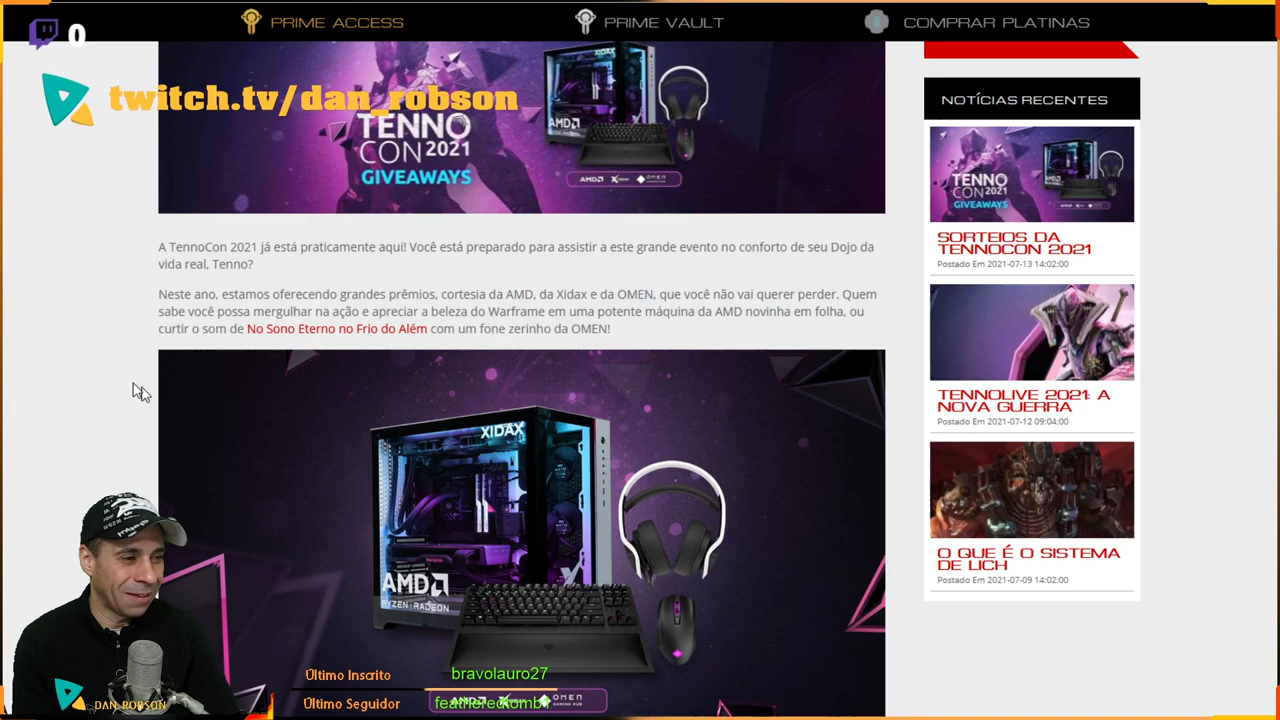 PRIME ACCESS
PRIME VAULT
COMPRAR PLATINAS
0
twitch.tv/dan_robson
XIDAX
AMD
TENNO
CON 2021
GIVEAWAYS
AMD XIDAX OMEN
NOTÍCIAS RECENTES
TENNO
CON 2021
GIVEAWAYS
SORTEIOS DA
TENNOCON 2021
Postado Em 2021-07-13 14:02:00
TENNOLIVE 2021: A
NOVA GUERRA
Postado Em 2021-07-12 09:04:00
O QUE É O SISTEMA
DE LICH
Postado Em 2021-07-09 14:02:00
A TennoCon 2021 já está praticamente aqui! Você está preparado para assistir a este grande evento no conforto de seu Dojo da
vida real, Tenno?
Neste ano, estamos oferecendo grandes prêmios, cortesia da AMD, da Xidax e da OMEN, que você não vai querer perder. Quem
sabe você possa mergulhar na ação e apreciar a beleza do Warframe em uma potente máquina da AMD novinha em folha, ou
curtir o som de No Sono Eterno no Frio do Além com um fone zerinho da OMEN!
XIDAX
AMD
RYZEN RADEON
Último Inscrito
bravolauro27
Último Seguidor
AMD
OMEN
GAMING HUB
DAN ROBSON